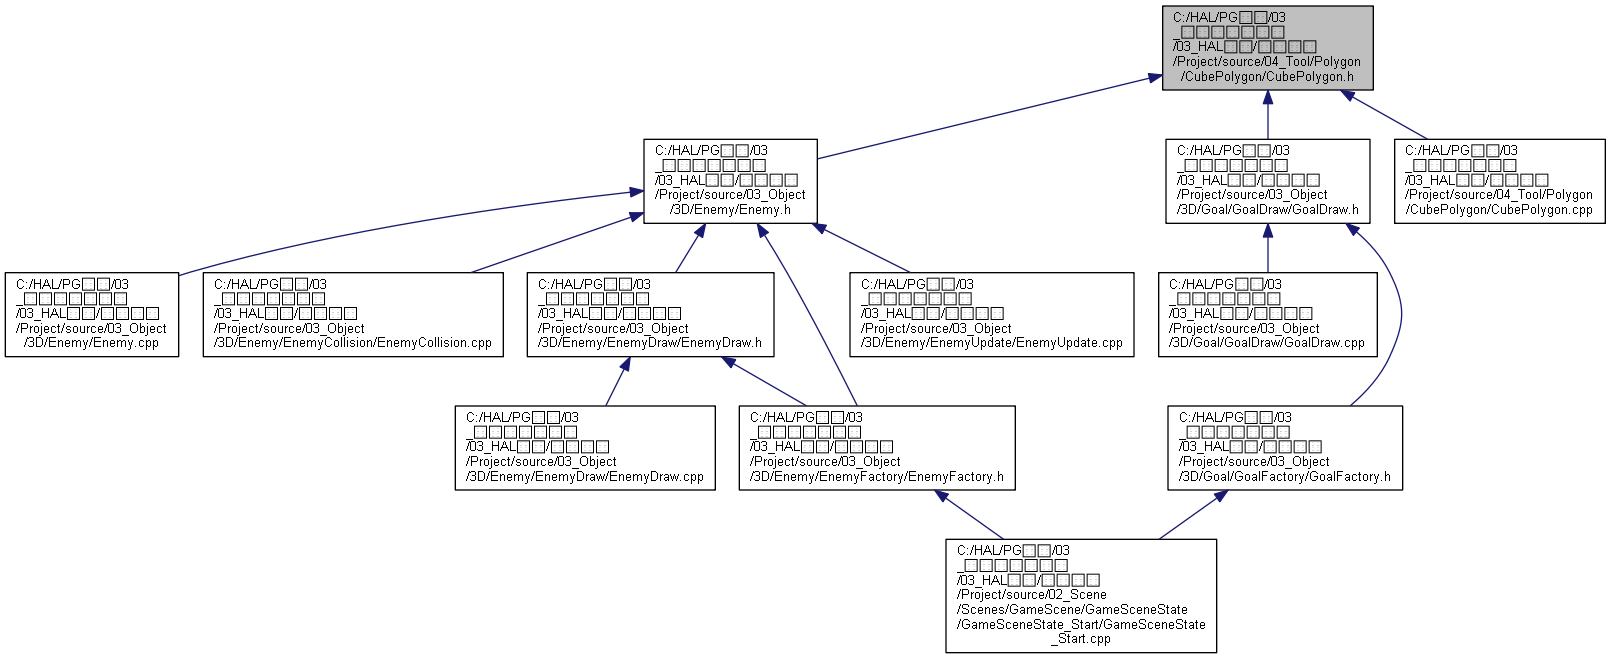 C:/HAL/PG□□/03
_□□□□□□□
/03_HAL□□/□□□□
/Project/source/04_Tool/Polygon
/CubePolygon/CubePolygon.h
C:/HAL/PG□□/03
_□□□□□□□
/03_HAL□□/□□□□
/Project/source/03_Object
/3D/Enemy/Enemy.h
C:/HAL/PG□□/03
_□□□□□□□
/03_HAL□□/□□□□
/Project/source/03_Object
/3D/Goal/GoalDraw/GoalDraw.h
C:/HAL/PG□□/03
_□□□□□□□
/03_HAL□□/□□□□
/Project/source/04_Tool/Polygon
/CubePolygon/CubePolygon.cpp
C:/HAL/PG□□/03
_□□□□□□□
/03_HAL□□/□□□□
/Project/source/03_Object
/3D/Enemy/Enemy.cpp
C:/HAL/PG□□/03
_□□□□□□□
/03_HAL□□/□□□□
/Project/source/03_Object
/3D/Enemy/EnemyCollision/EnemyCollision.cpp
C:/HAL/PG□□/03
_□□□□□□□
/03_HAL□□/□□□□
/Project/source/03_Object
/3D/Enemy/EnemyDraw/EnemyDraw.h
C:/HAL/PG□□/03
_□□□□□□□
/03_HAL□□/□□□□
/Project/source/03_Object
/3D/Enemy/EnemyUpdate/EnemyUpdate.cpp
C:/HAL/PG□□/03
_□□□□□□□
/03_HAL□□/□□□□
/Project/source/03_Object
/3D/Goal/GoalDraw/GoalDraw.cpp
C:/HAL/PG□□/03
_□□□□□□□
/03_HAL□□/□□□□
/Project/source/03_Object
/3D/Enemy/EnemyDraw/EnemyDraw.cpp
C:/HAL/PG□□/03
_□□□□□□□
/03_HAL□□/□□□□
/Project/source/03_Object
/3D/Enemy/EnemyFactory/EnemyFactory.h
C:/HAL/PG□□/03
_□□□□□□□
/03_HAL□□/□□□□
/Project/source/03_Object
/3D/Goal/GoalFactory/GoalFactory.h
C:/HAL/PG□□/03
_□□□□□□□
/03_HAL□□/□□□□
/Project/source/02_Scene
/Scenes/GameScene/GameSceneState
/GameSceneState_Start/GameSceneState
_Start.cpp